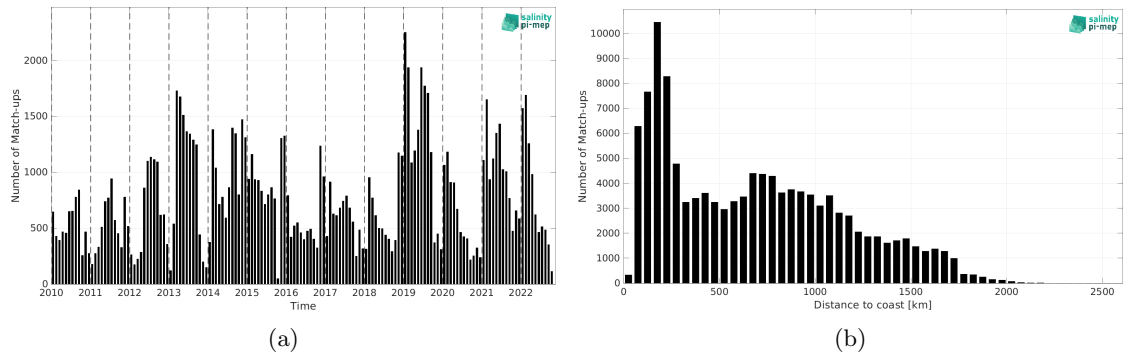 salinity
pi-mep
Number of Match-ups
2000
1500
1000
500
0
2010 2011 2012 2013 2014 2015 2016 2017 2018 2019 2020 2021 2022
Time
(a)
salinity
pi-mep
Number of Match-ups
10000
9000
8000
7000
6000
5000
4000
3000
2000
1000
0
0 500 1000 1500 2000 2500
Distance to coast [km]
(b)